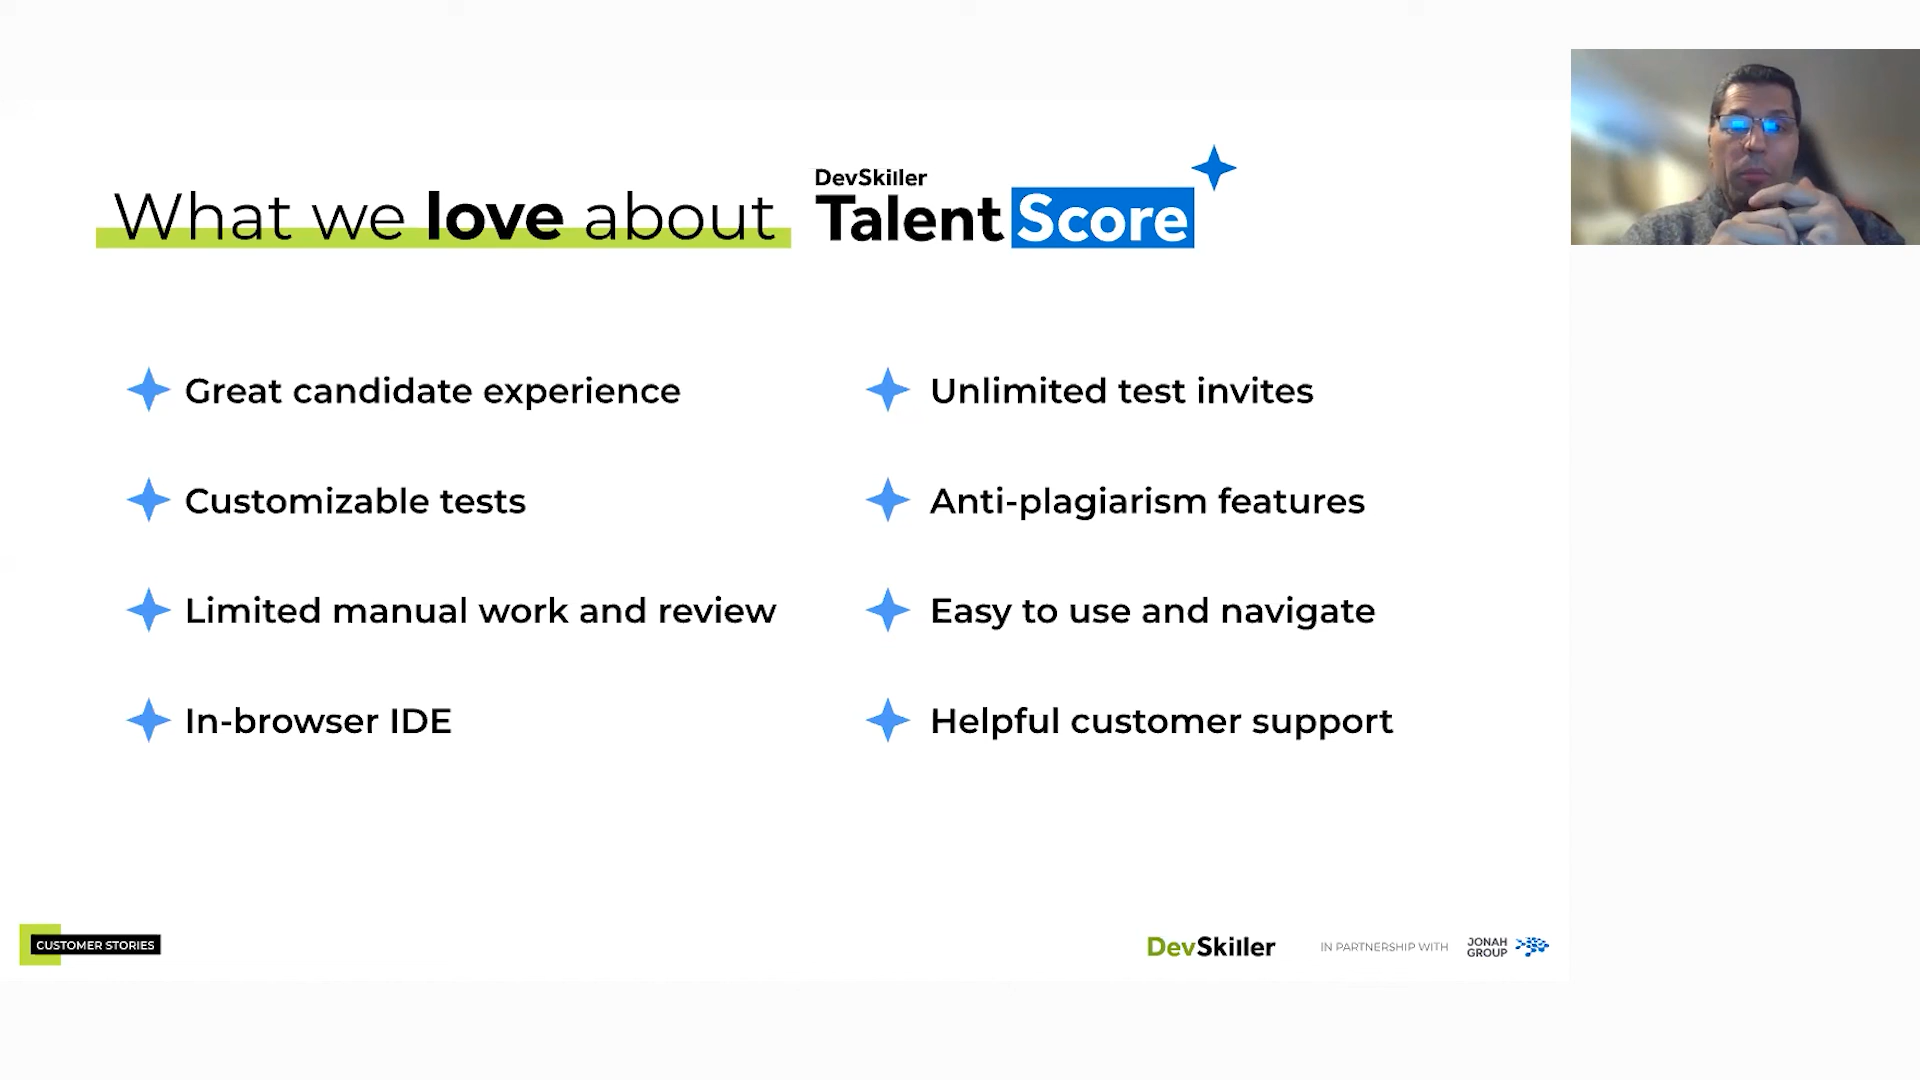 What we love about
DevSkiller
TalentScore
Great candidate experience
Customizable tests
Limited manual work and review
In-browser IDE
Unlimited test invites
Anti-plagiarism features
Easy to use and navigate
Helpful customer support
CUSTOMER STORIES
DevSkiller
IN PARTNERSHIP WITH
JONAH
GROUP